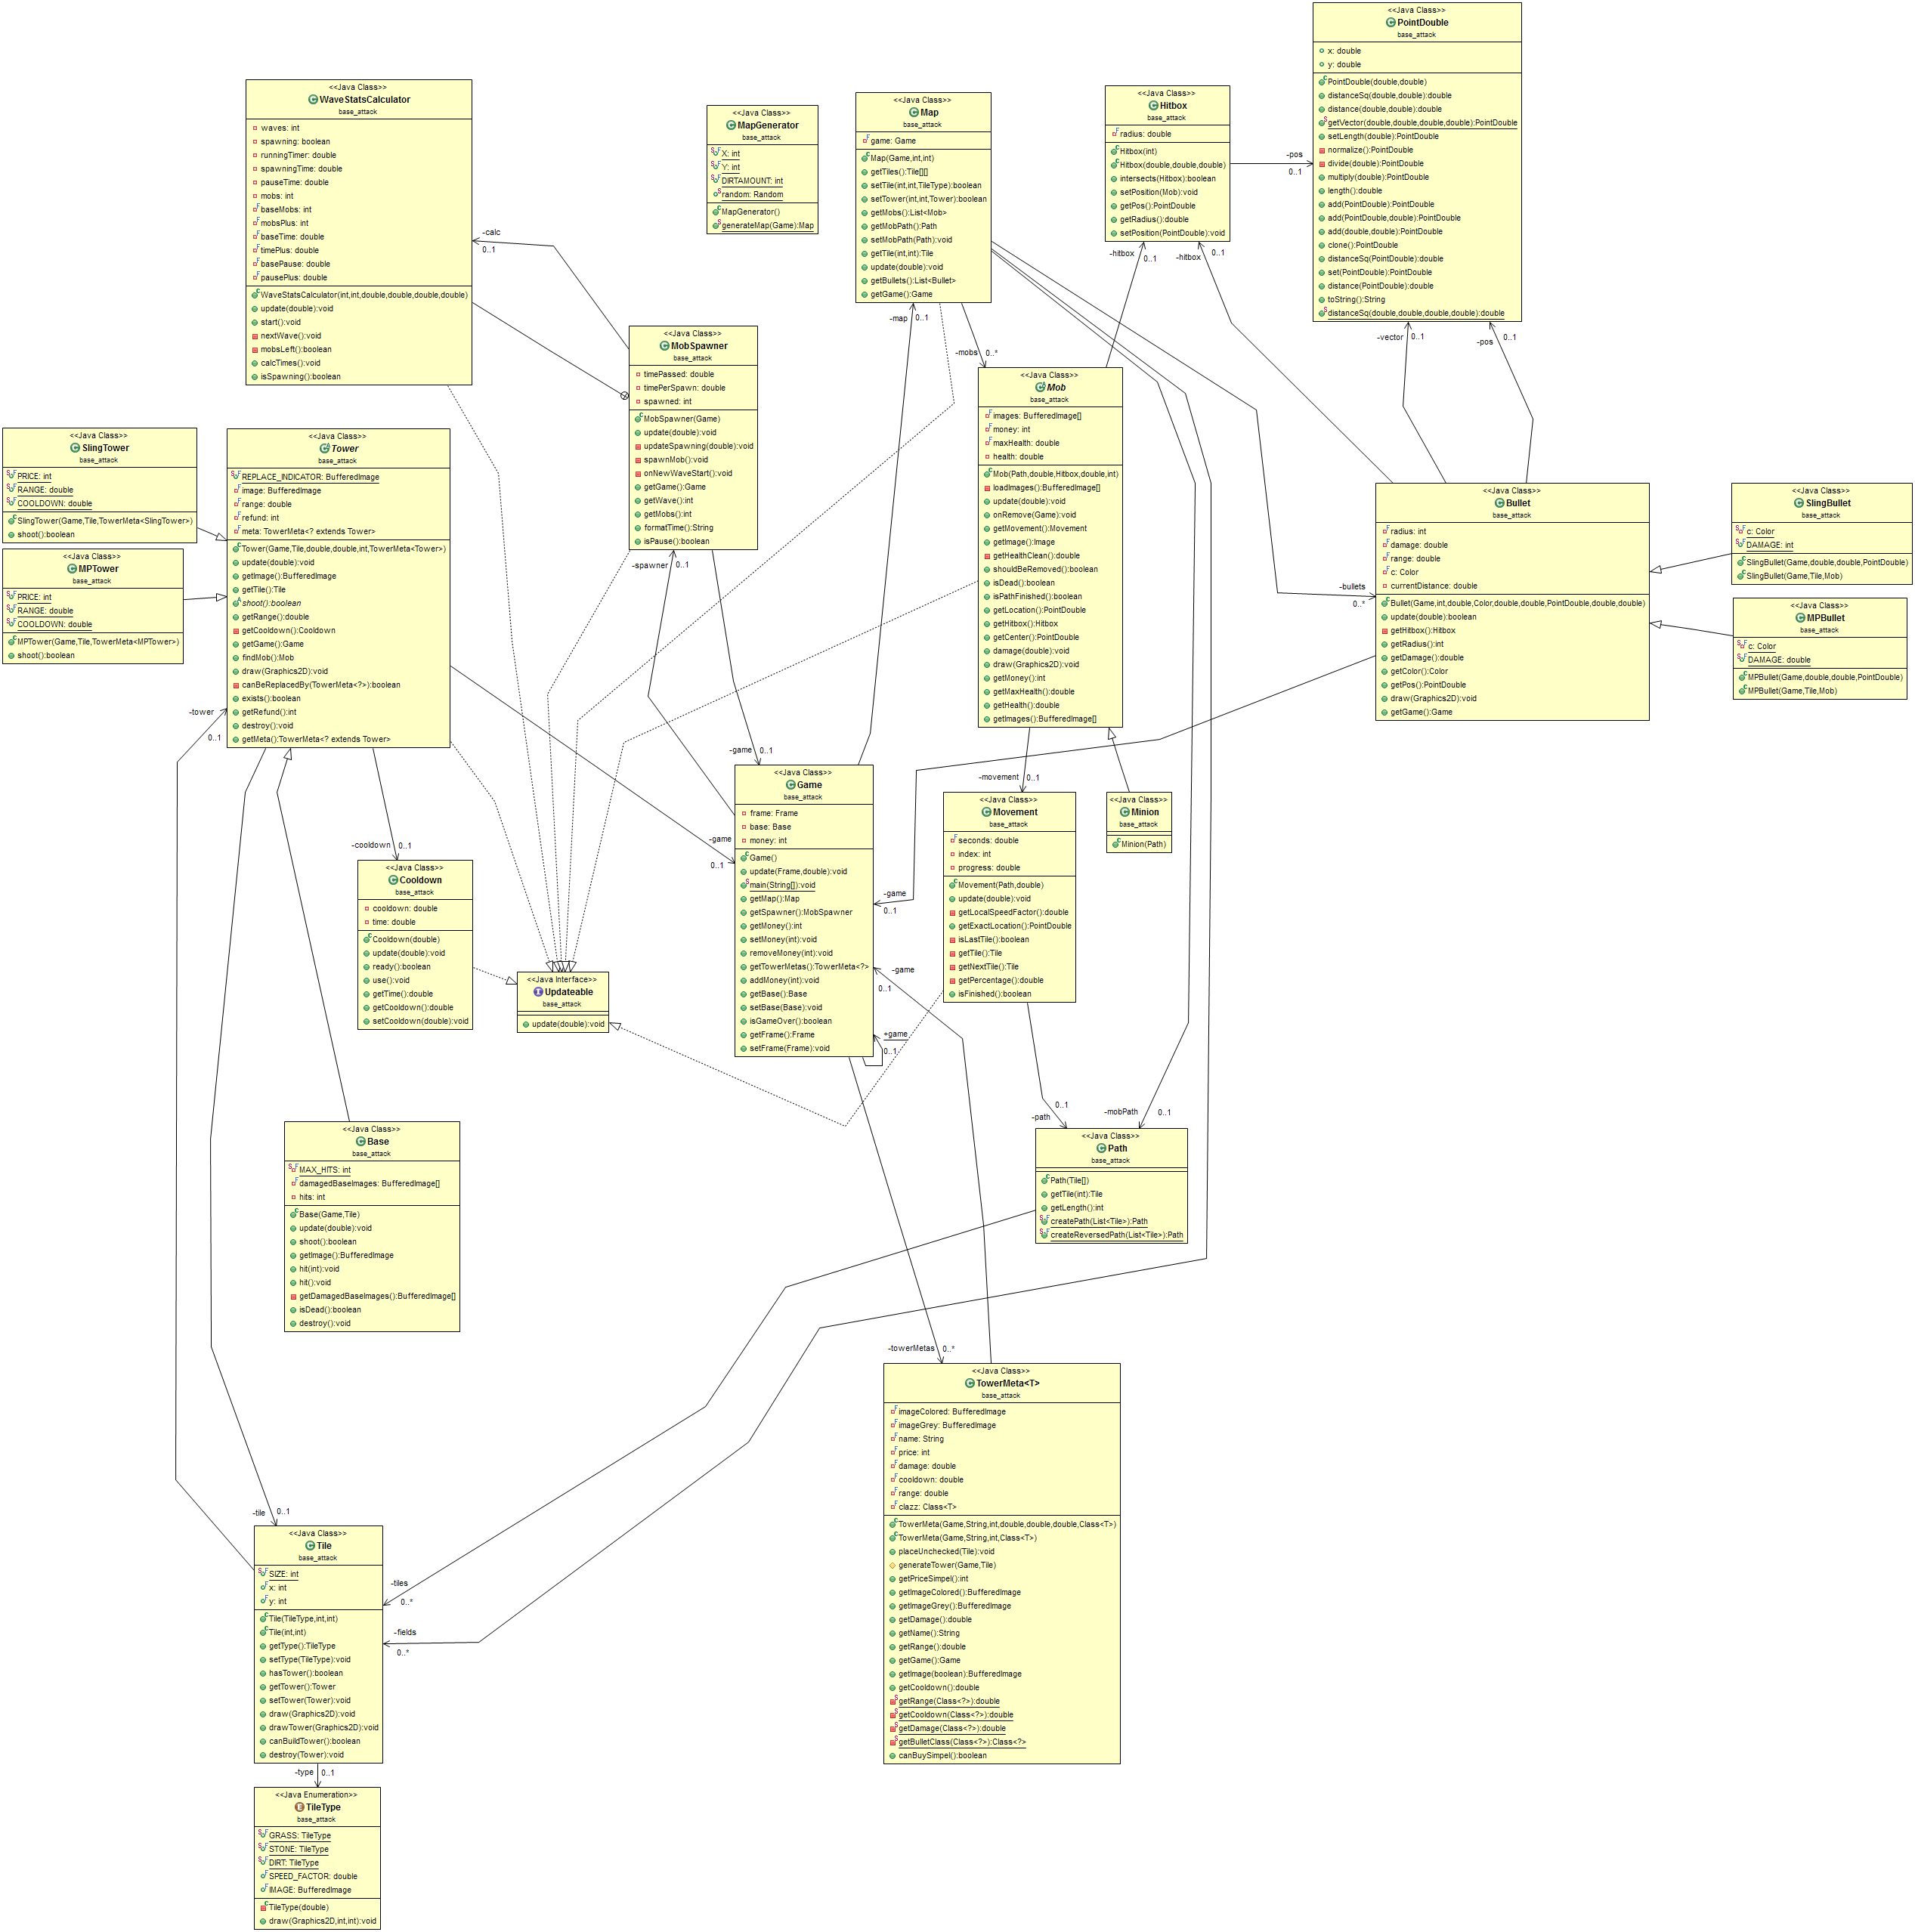 <<Java Class>>
PointDouble
base_attack
x: double
y: double
PointDouble(double,double)
distanceSq(double,double):double
distance(double,double):double
getVector(double,double,double,double):PointDouble
setLength(double):PointDouble
normalize():PointDouble
divide(double):PointDouble
multiply(double):PointDouble
length():double
add(PointDouble):PointDouble
add(PointDouble,double):PointDouble
add(double,double):PointDouble
clone():PointDouble
distanceSq(PointDouble):double
set(PointDouble):PointDouble
distance(PointDouble):double
toString():String
distanceSq(double,double,double,double):double
<<Java Class>>
WaveStatsCalculator
base_attack
waves: int
spawning: boolean
runningTimer: double
spawningTime: double
pauseTime: double
mobs: int
baseMobs: int
mobsPlus: int
baseTime: double
timePlus: double
basePause: double
pausePlus: double
WaveStatsCalculator(int,int,double,double,double,double)
update(double):void
start():void
nextWave():void
mobsLeft():boolean
calcTimes():void
isSpawning():boolean
<<Java Class>>
MapGenerator
base_attack
X: int
Y: int
DIRTAMOUNT: int
random: Random
MapGenerator()
generateMap(Game):Map
<<Java Class>>
Map
base_attack
game: Game
Map(Game,int,int)
getTiles():Tile[][]
setTile(int,int,TileType):boolean
setTower(int,int,Tower):boolean
getMobs():List<Mob>
getMobPath():Path
setMobPath(Path):void
getTile(int,int):Tile
update(double):void
getBullets():List<Bullet>
getGame():Game
<<Java Class>>
Hitbox
base_attack
radius: double
Hitbox(int)
Hitbox(double,double,double)
intersects(Hitbox):boolean
setPosition(Mob):void
getPos():PointDouble
getRadius():double
setPosition(PointDouble):void
-pos
0..1
-calc
0..1
-hitbox
0..1
-hitbox
0..1
-map
0..1
-mobs
0..*
-vector
0..1
-pos
0..1
<<Java Class>>
MobSpawner
base_attack
timePassed: double
timePerSpawn: double
spawned: int
MobSpawner(Game)
update(double):void
updateSpawning(double):void
spawnMob():void
onNewWaveStart():void
getGame():Game
getWave():int
getMobs():int
formatTime():String
isPause():boolean
<<Java Class>>
Mob
base_attack
images: BufferedImage[]
money: int
maxHealth: double
health: double
Mob(Path,double,Hitbox,double,int)
loadImages():BufferedImage[]
update(double):void
onRemove(Game):void
getMovement():Movement
getImage():Image
getHealthClean():double
shouldBeRemoved():boolean
isDead():boolean
isPathFinished():boolean
getLocation():PointDouble
getHitbox():Hitbox
getCenter():PointDouble
damage(double):void
draw(Graphics2D):void
getMoney():int
getMaxHealth():double
getHealth():double
getImages():BufferedImage[]
<<Java Class>>
SlingTower
base_attack
PRICE: int
RANGE: double
COOLDOWN: double
SlingTower(Game,Tile,TowerMeta<SlingTower>)
shoot():boolean
<<Java Class>>
MPTower
base_attack
PRICE: int
RANGE: double
COOLDOWN: double
MPTower(Game,Tile,TowerMeta<MPTower>)
shoot():boolean
<<Java Class>>
Tower
base_attack
REPLACE_INDICATOR: BufferedImage
image: BufferedImage
range: double
refund: int
meta: TowerMeta<? extends Tower>
Tower(Game,Tile,double,double,int,TowerMeta<Tower>)
update(double):void
getImage():BufferedImage
getTile():Tile
shoot():boolean
getRange():double
getCooldown():Cooldown
getGame():Game
findMob():Mob
draw(Graphics2D):void
canBeReplacedBy(TowerMeta<?>):boolean
exists():boolean
getRefund():int
destroy():void
getMeta():TowerMeta<? extends Tower>
<<Java Class>>
Bullet
base_attack
radius: int
damage: double
range: double
c: Color
currentDistance: double
Bullet(Game,int,double,Color,double,double,PointDouble,double,double)
update(double):boolean
getHitbox():Hitbox
getRadius():int
getDamage():double
getColor():Color
getPos():PointDouble
draw(Graphics2D):void
getGame():Game
<<Java Class>>
SlingBullet
base_attack
c: Color
DAMAGE: int
SlingBullet(Game,double,double,PointDouble)
SlingBullet(Game,Tile,Mob)
<<Java Class>>
MPBullet
base_attack
c: Color
DAMAGE: double
MPBullet(Game,double,double,PointDouble)
MPBullet(Game,Tile,Mob)
-spawner
0..1
-bullets
0..*
-tower
0..1
-game
0..1
-movement
0..1
-cooldown
0..1
-game
0..1
<<Java Class>>
Game
base_attack
frame: Frame
base: Base
money: int
Game()
update(Frame,double):void
main(String[]):void
getMap():Map
getSpawner():MobSpawner
getMoney():int
setMoney(int):void
removeMoney(int):void
getTowerMetas():TowerMeta<?>
addMoney(int):void
getBase():Base
setBase(Base):void
isGameOver():boolean
getFrame():Frame
setFrame(Frame):void
-game
0..1
-game
0..1
+game
0..1
<<Java Class>>
Movement
base_attack
seconds: double
index: int
progress: double
Movement(Path,double)
update(double):void
getLocalSpeedFactor():double
getExactLocation():PointDouble
isLastTile():boolean
getTile():Tile
getNextTile():Tile
getPercentage():double
isFinished():boolean
<<Java Class>>
Minion
base_attack
Minion(Path)
<<Java Class>>
Cooldown
base_attack
cooldown: double
time: double
Cooldown(double)
update(double):void
ready():boolean
use():void
getTime():double
getCooldown():double
setCooldown(double):void
<<Java Interface>>
Updateable
base_attack
update(double):void
-path
0..1
-mobPath
0..1
<<Java Class>>
Base
base_attack
MAX_HITS: int
damagedBaseImages: BufferedImage[]
hits: int
Base(Game,Tile)
update(double):void
shoot():boolean
getImage():BufferedImage
hit(int):void
hit():void
getDamagedBaseImages():BufferedImage[]
isDead():boolean
destroy():void
<<Java Class>>
Path
base_attack
Path(Tile[])
getTile(int):Tile
getLength():int
createPath(List<Tile>):Path
createReversedPath(List<Tile>):Path
-towerMetas
0..*
<<Java Class>>
TowerMeta<T>
base_attack
imageColored: BufferedImage
imageGrey: BufferedImage
name: String
price: int
damage: double
cooldown: double
range: double
clazz: Class<T>
TowerMeta(Game,String,int,double,double,double,Class<T>)
TowerMeta(Game,String,int,Class<T>)
placeUnchecked(Tile):void
generateTower(Game,Tile)
getPriceSimpel():int
getImageColored():BufferedImage
getImageGrey():BufferedImage
getDamage():double
getName():String
getRange():double
getGame():Game
getImage(boolean):BufferedImage
getCooldown():double
getRange(Class<?>):double
getCooldown(Class<?>):double
getDamage(Class<?>):double
getBulletClass(Class<?>):Class<?>
canBuySimpel():boolean
-tile
0..1
-tiles
0..*
-fields
0..*
<<Java Class>>
Tile
base_attack
SIZE: int
x: int
y: int
Tile(TileType,int,int)
Tile(int,int)
getType():TileType
setType(TileType):void
hasTower():boolean
getTower():Tower
setTower(Tower):void
draw(Graphics2D):void
drawTower(Graphics2D):void
canBuildTower():boolean
destroy(Tower):void
-type
0..1
<<Java Enumeration>>
TileType
base_attack
GRASS: TileType
STONE: TileType
DIRT: TileType
SPEED_FACTOR: double
IMAGE: BufferedImage
TileType(double)
draw(Graphics2D,int,int):void